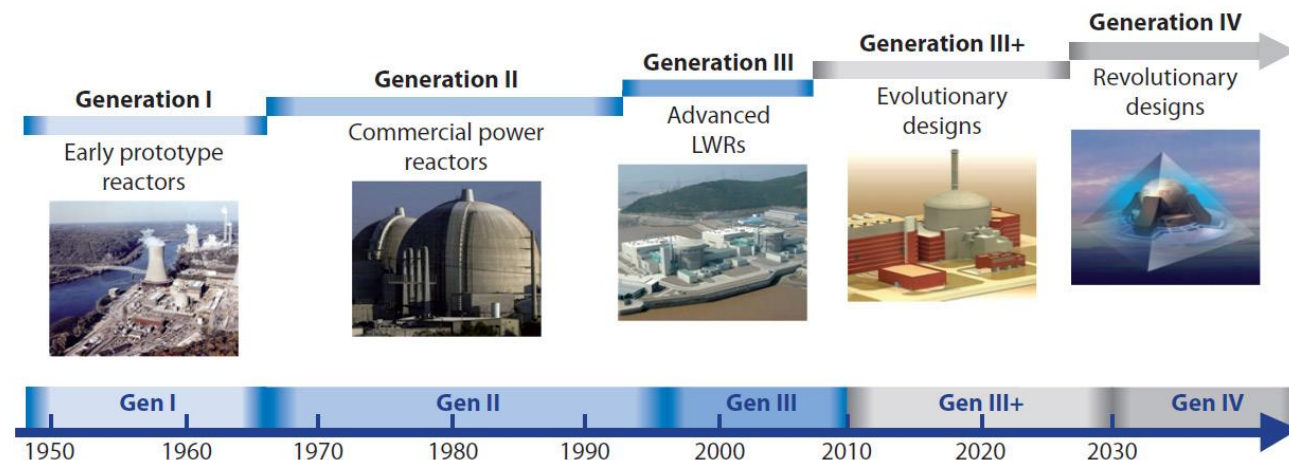 Generation I
Early prototype
reactors
Generation II
Commercial power
reactors
Generation III
Advanced
LWRs
Generation III+
Evolutionary
designs
Generation IV
Revolutionary
designs
Gen I Gen II Gen III Gen III+ Gen IV
1950 1960 1970 1980 1990 2000 2010 2020 2030